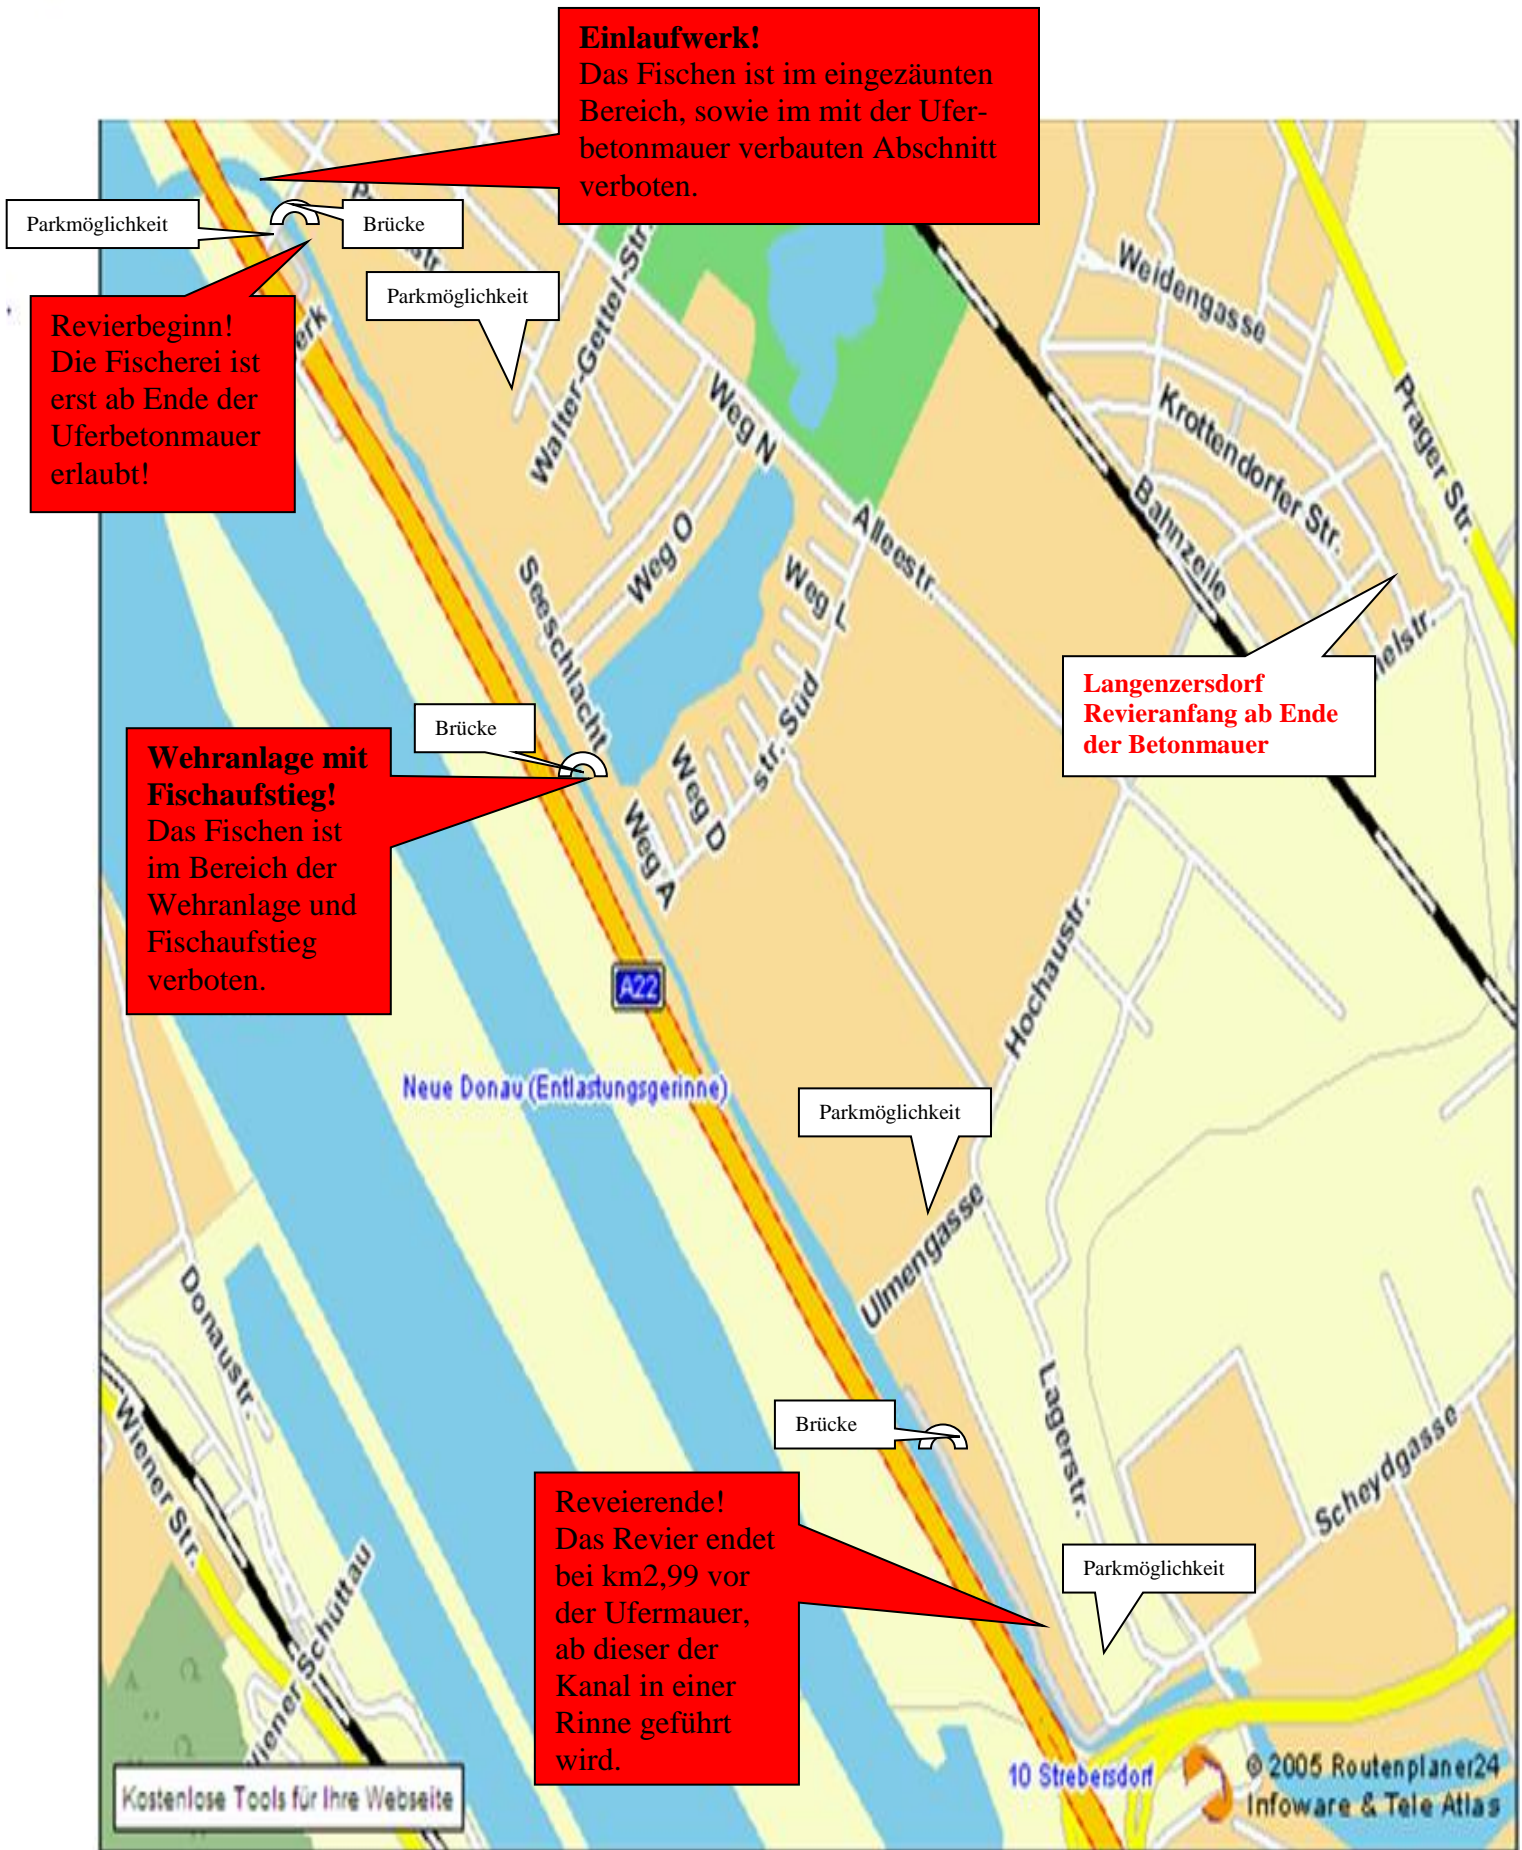 Einlaufwerk!
Das Fischen ist im eingezäunten
Bereich, sowie im mit der Ufer-
betonmauer verbauten Abschnitt
verboten.
Parkmöglichkeit
Brücke
Parkmöglichkeit
Revierbeginn!
Die Fischerei ist
erst ab Ende der
Uferbetonmauer
erlaubt!
Walter-Gettel-Str.
Weidengasse
Prager Str.
Krottendorfer Str.
Bahnzeile
Weg N
Alleestr.
Weg O
Weg L
Seeschlacht
str. Süd
Weg D
Weg A
Langenzersdorf
Revieranfang ab Ende
der Betonmauer
Brücke
Wehranlage mit
Fischaufstieg!
Das Fischen ist
im Bereich der
Wehranlage und
Fischaufstieg
verboten.
A22
Hochaustr.
Neue Donau (Entlastungsgerinne)
Parkmöglichkeit
Ulmengasse
Donaustr.
Lagerstr.
Wiener Str.
Scheydgasse
Brücke
Reveierende!
Das Revier endet
bei km2,99 vor
der Ufermauer,
ab dieser der
Kanal in einer
Rinne geführt
wird.
Parkmöglichkeit
Schüttau
10 Strebersdorf
© 2005 Routenplaner24
Infoware & Tele Atlas
Kostenlose Tools für Ihre Webseite